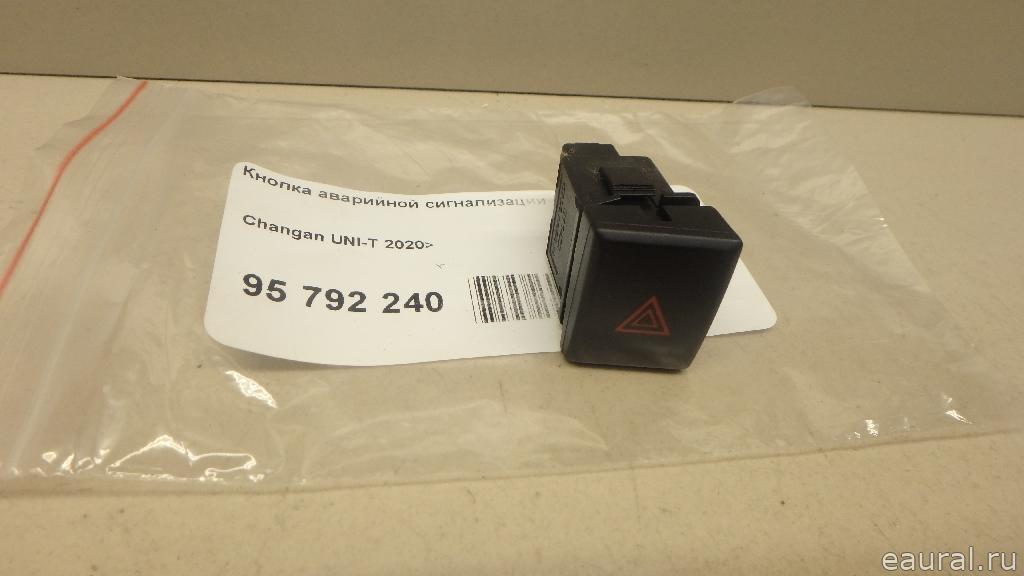 Кнопка аварийной сигнализации
Changan UNI-T 2020>
95 792 240
eaural.ru